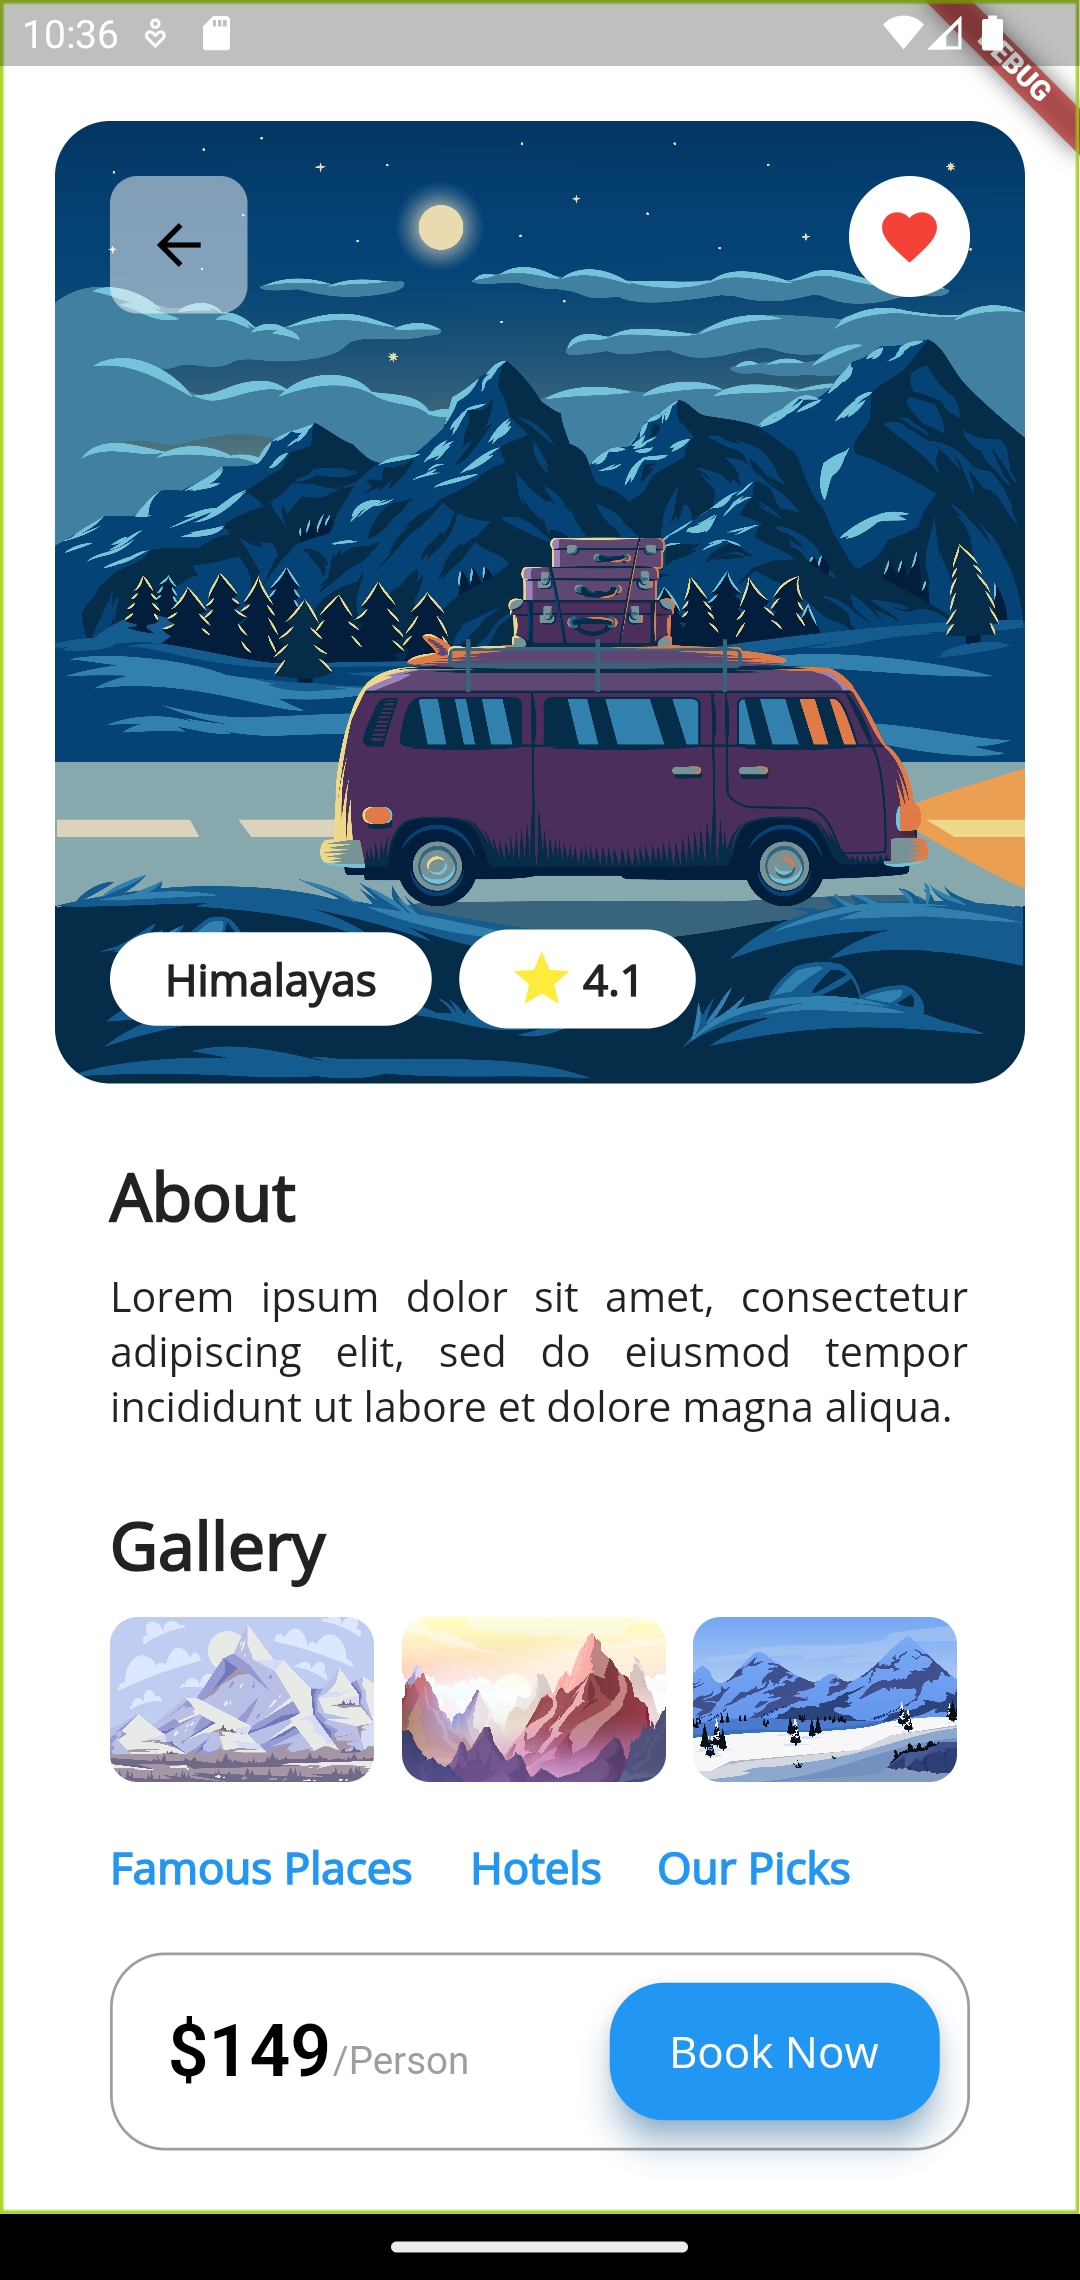 10:36
DEBUG
Himalayas
4.1
About
Lorem ipsum dolor sit amet, consectetur
adipiscing elit, sed do eiusmod tempor
incididunt ut labore et dolore magna aliqua.
Gallery
Famous Places Hotels Our Picks
$149/Person
Book Now